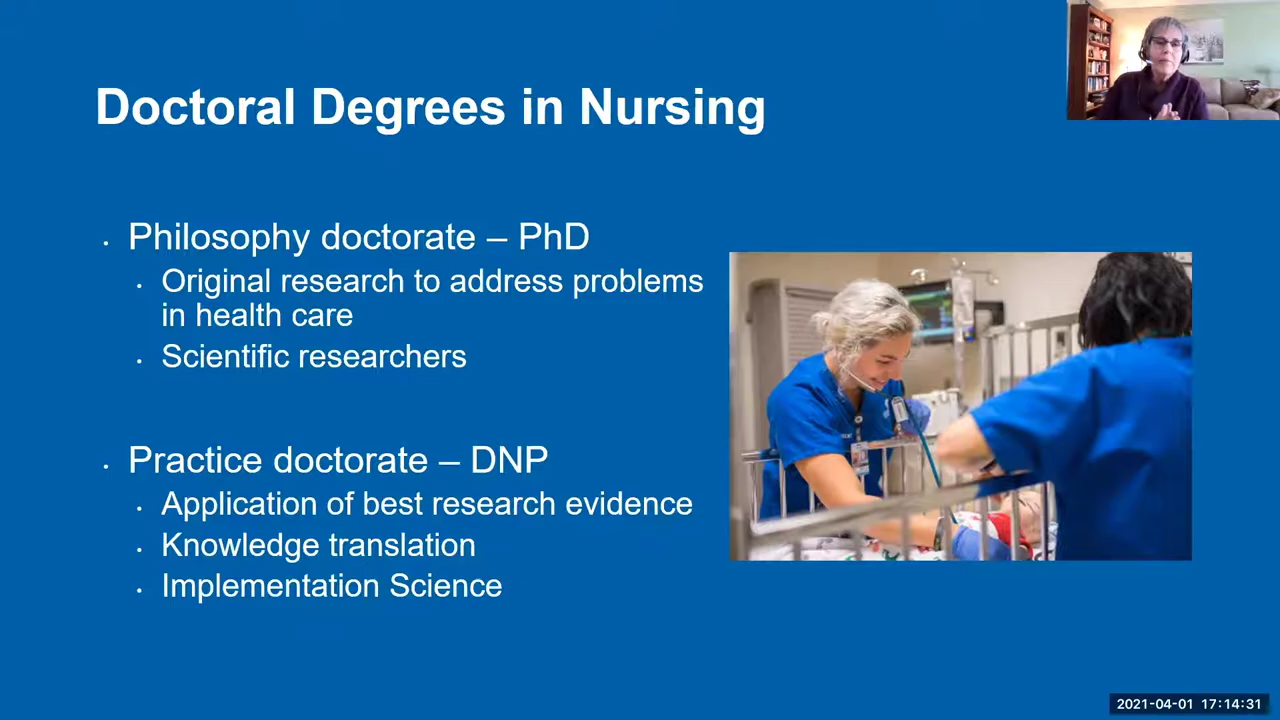 Doctoral Degrees in Nursing
• Philosophy doctorate – PhD
• Original research to address problems
in health care
• Scientific researchers
• Practice doctorate – DNP
• Application of best research evidence
• Knowledge translation
• Implementation Science
2021-04-01 17:14:31